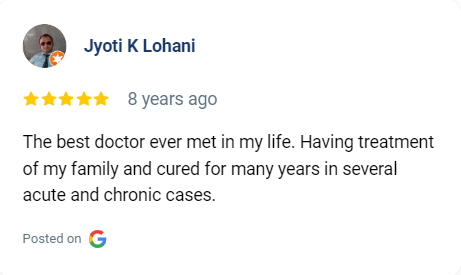 Jyoti K Lohani
8 years ago
The best doctor ever met in my life. Having treatment
of my family and cured for many years in several
acute and chronic cases.
Posted on